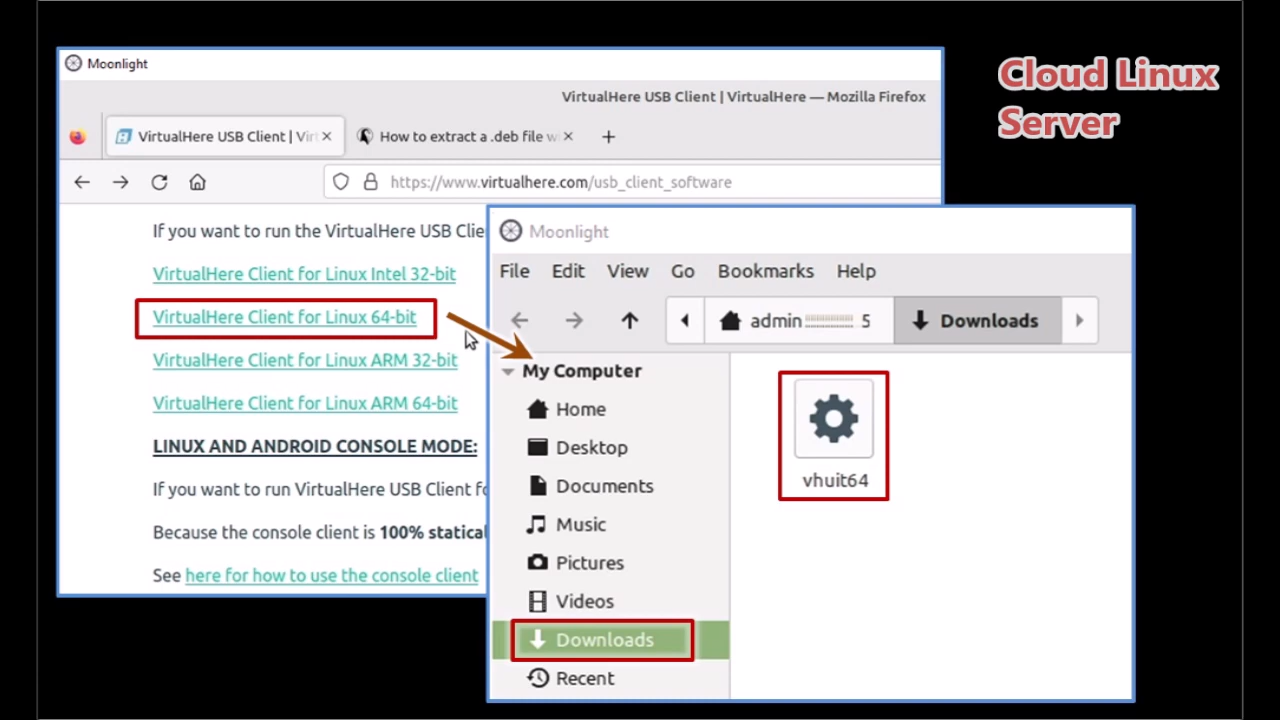 Cloud Linux
Server
Moonlight
VirtualHere USB Client | VirtualHere — Mozilla Firefox
VirtualHere USB Client | Virt
How to extract a .deb file w
https://www.virtualhere.com/usb_client_software
If you want to run the VirtualHere USB Clie
VirtualHere Client for Linux Intel 32-bit
VirtualHere Client for Linux 64-bit
VirtualHere Client for Linux ARM 32-bit
VirtualHere Client for Linux ARM 64-bit
LINUX AND ANDROID CONSOLE MODE:
If you want to run VirtualHere USB Client fo
Because the console client is 100% statical
See here for how to use the console client
Moonlight
File Edit View Go Bookmarks Help
admin 5 Downloads
My Computer
Home
Desktop
Documents
Music
Pictures
Videos
Downloads
Recent
vhuit64